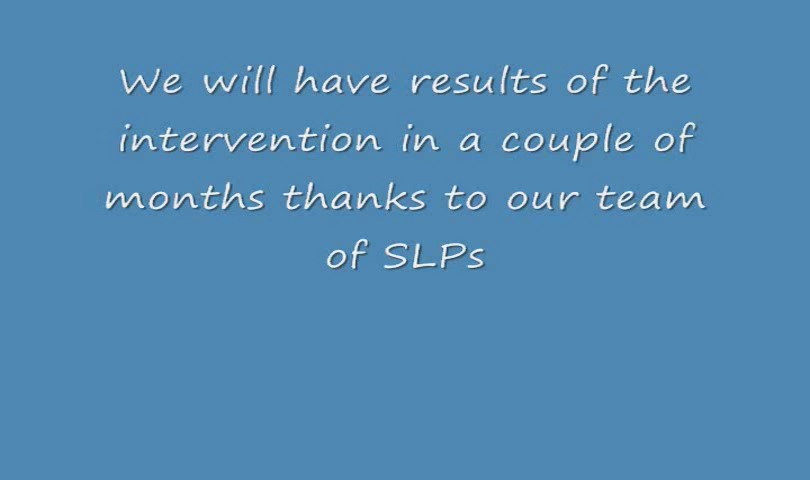 We will have results of the
intervention in a couple of
months thanks to our team
of SLPs